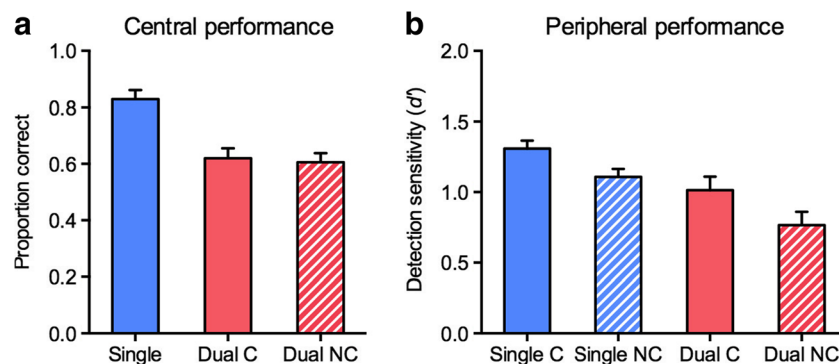 a Central performance
Proportion correct
1.0
0.8
0.6
0.4
0.2
0.0
Single Dual C Dual NC
b Peripheral performance
Detection sensitivity (d')
2.0
1.5
1.0
0.5
0.0
Single C Single NC Dual C Dual NC